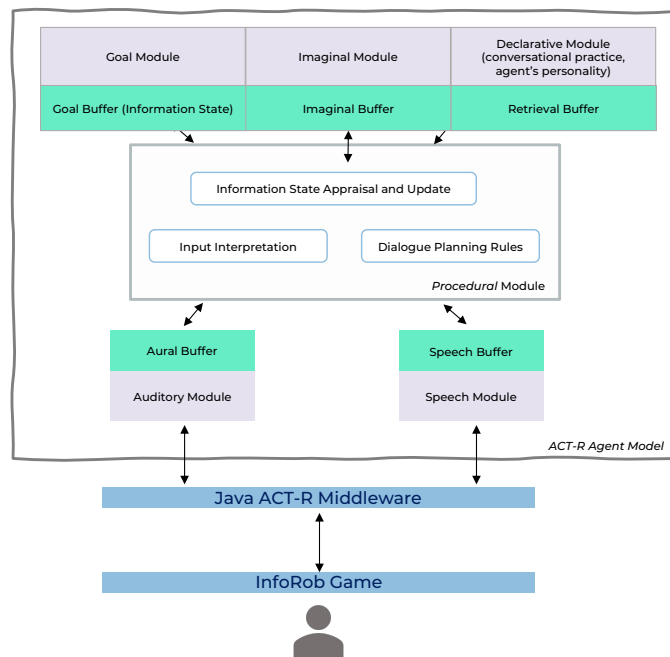 Goal Module
Imaginal Module
Declarative Module
(conversational practice,
agent's personality)
Goal Buffer (Information State)
Imaginal Buffer
Retrieval Buffer
Information State Appraisal and Update
Input Interpretation
Dialogue Planning Rules
Procedural Module
Aural Buffer
Speech Buffer
Auditory Module
Speech Module
ACT-R Agent Model
Java ACT-R Middleware
InfoRob Game